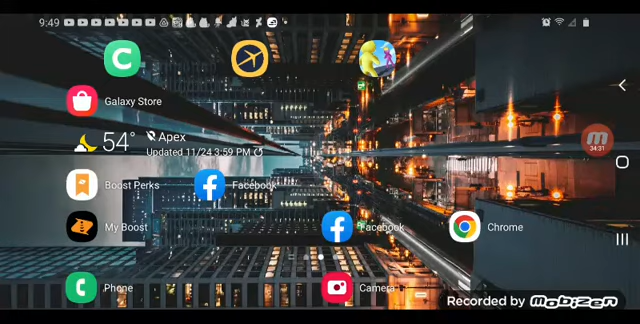 9:49
C
Galaxy Store
54° Apex
Updated 11/24 3:59 PM
34:31
Boost Perks
Facebook
My Boost
Facebook
Chrome
Phone
Camera
Recorded by Mobizen